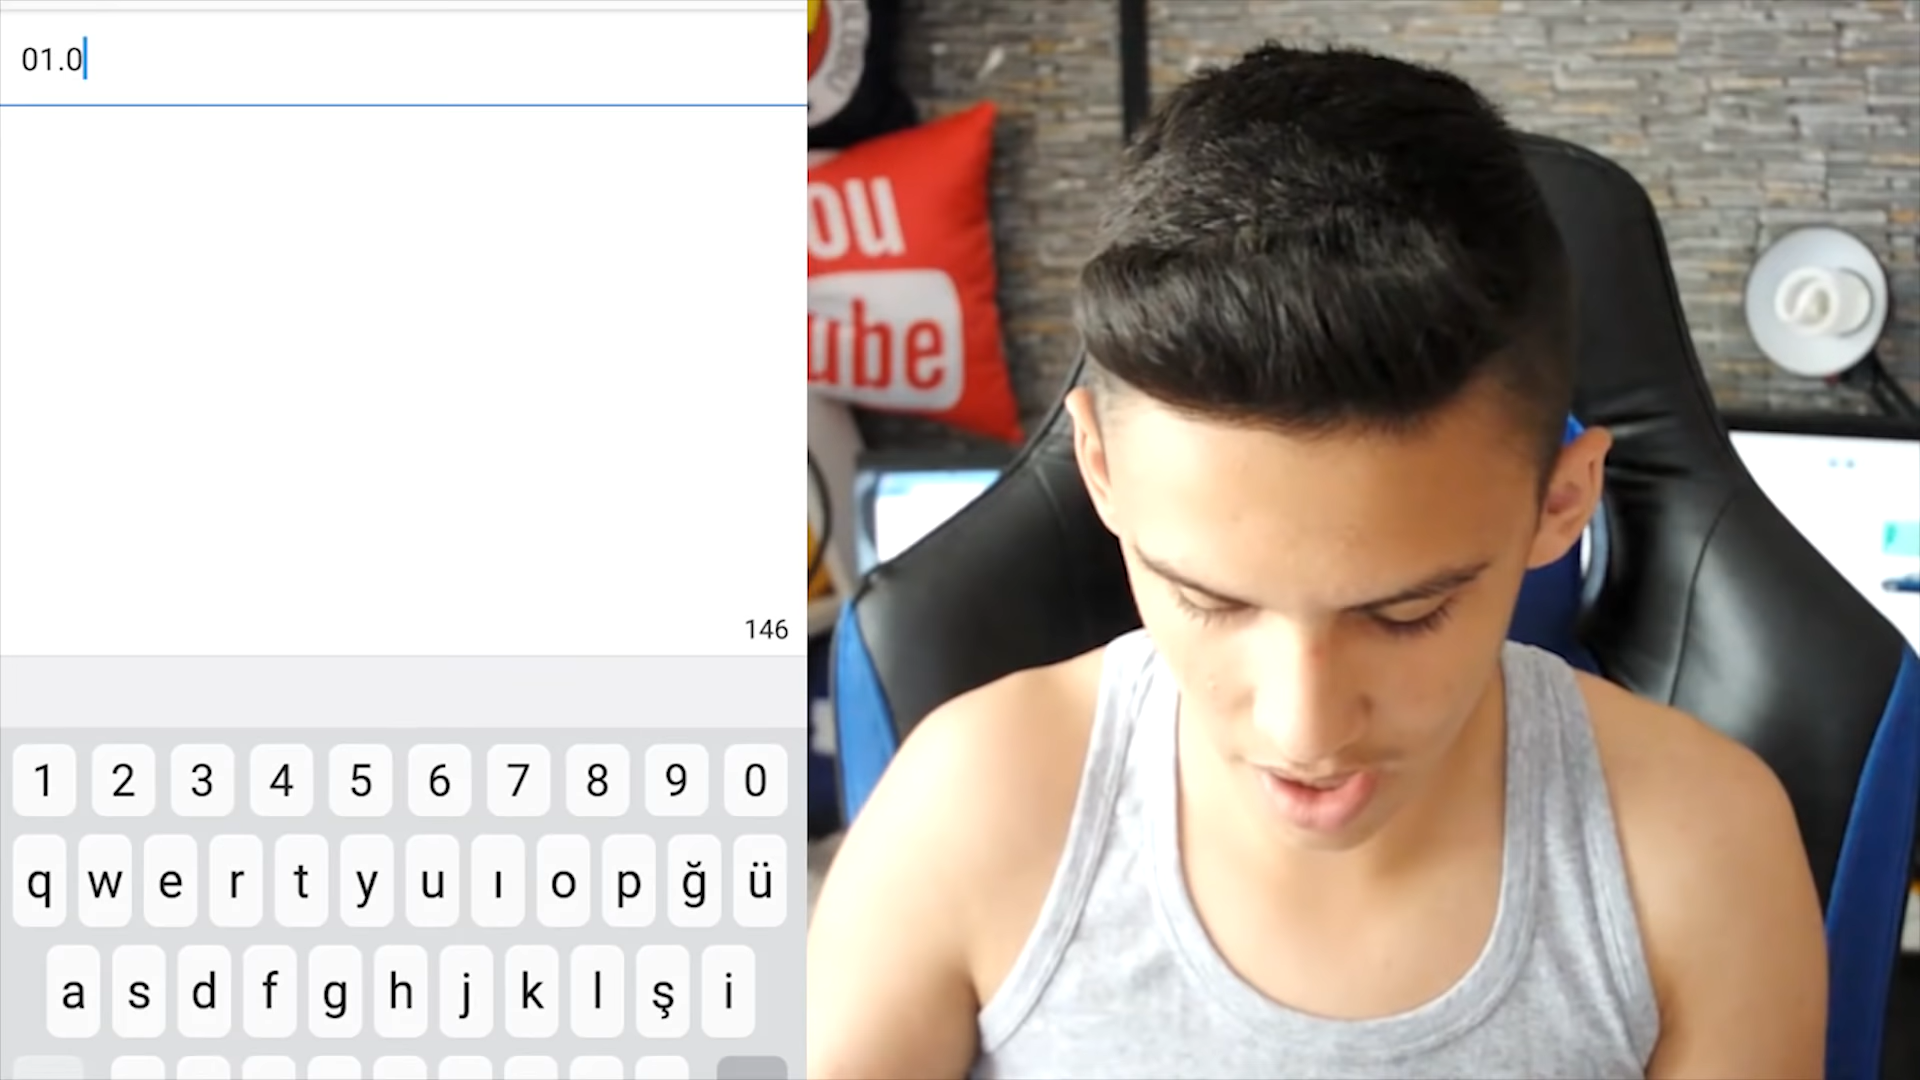 01.0
146
1 2 3 4 5 6 7 8 9 0
q w e r t y u ı o p ğ ü
a s d f g h j k l ş i
ou
ube